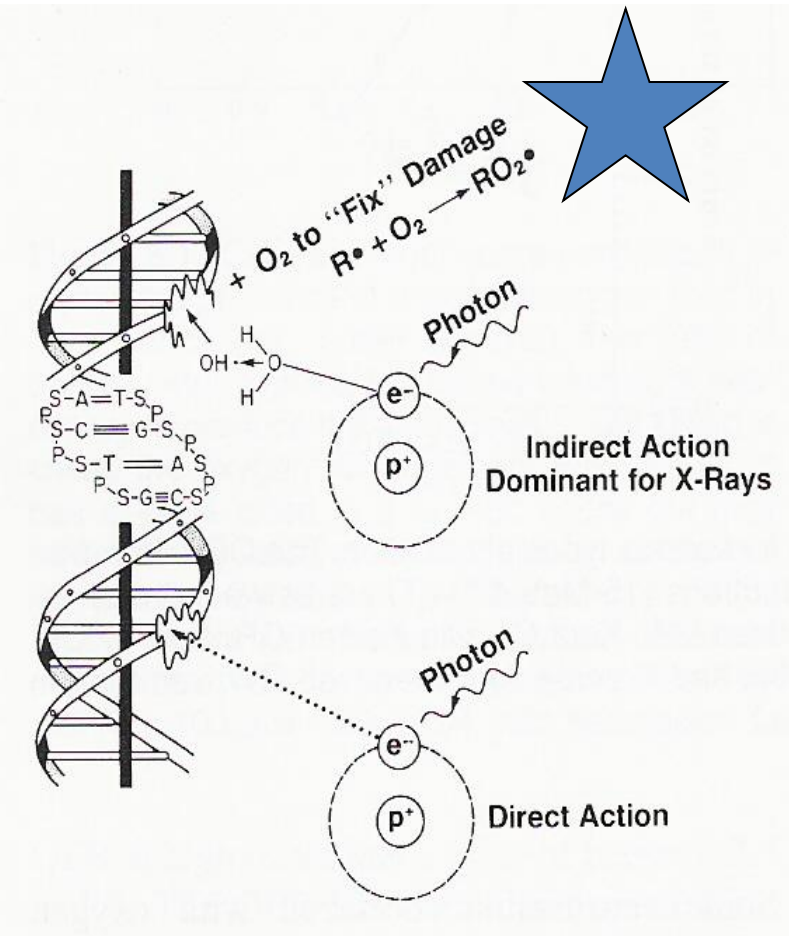 + O₂ to “Fix” Damage
R• + O₂ → RO₂•
Photon
H
OH· ← O
H
e⁻
S-A=T-S
P P
S-C≡G-S
P P
S-T=A S
P P
S-G≡C-S
p⁺
Indirect Action
Dominant for X-Rays
Photon
e⁻
p⁺
Direct Action